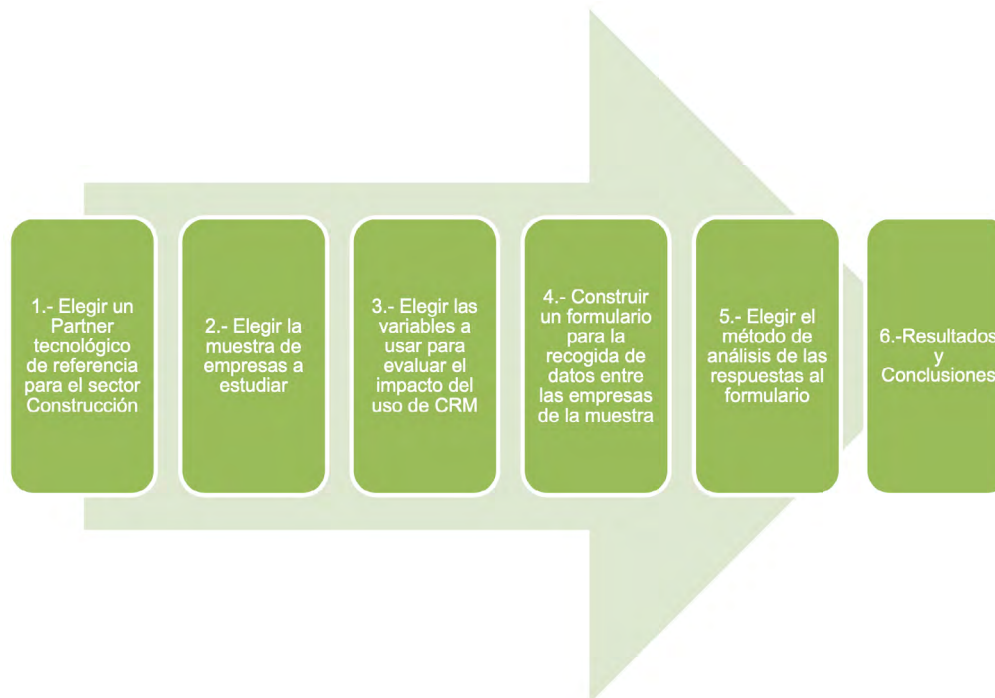 1.- Elegir un
Partner
tecnológico
de referencia
para el sector
Construcción
2.- Elegir la
muestra de
empresas a
estudiar
3.- Elegir las
variables a
usar para
evaluar el
impacto del
uso de CRM
4.- Construir
un formulario
para la
recogida de
datos entre
las empresas
de la muestra
5.- Elegir el
método de
análisis de las
respuestas al
formulario
6.-Resultados
y
Conclusiones